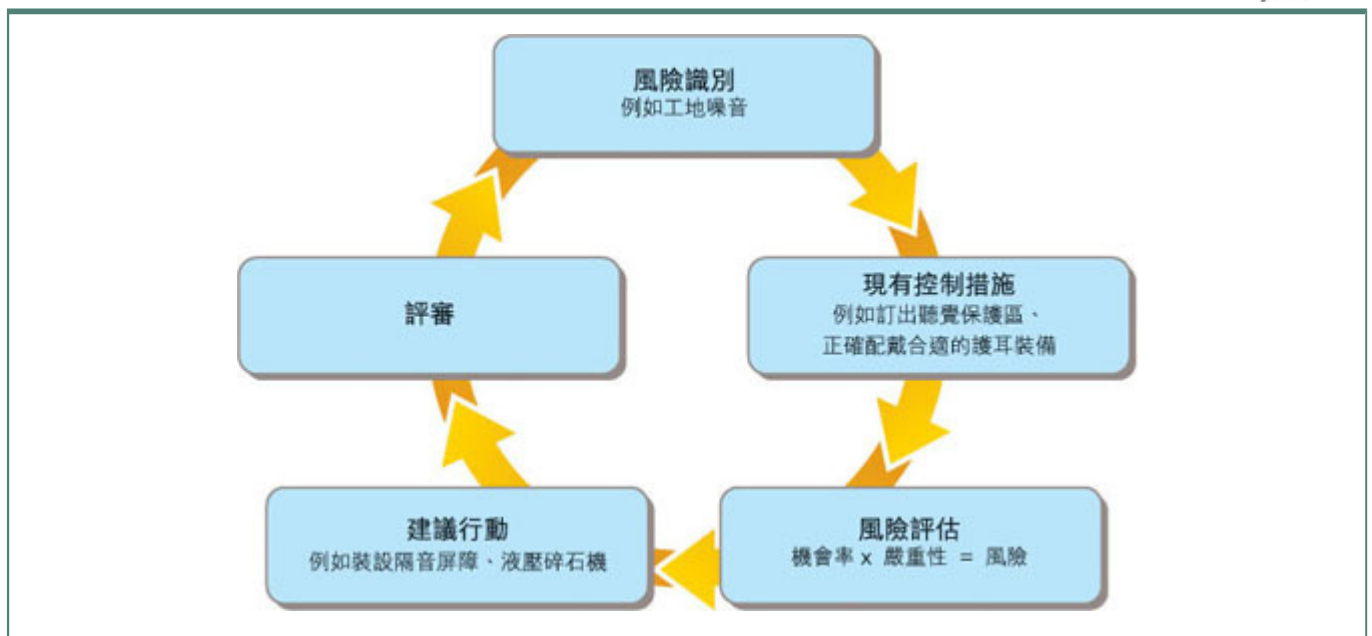 風險識別
例如工地噪音
現有控制措施
例如訂出聽覺保護區、
正確配戴合適的護耳裝備
風險評估
機會率 x 嚴重性 = 風險
建議行動
例如裝設隔音屏障、液壓碎石機
評審